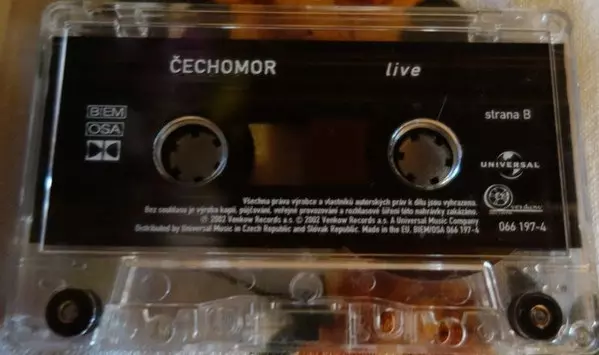 ČECHOMOR live
BIEM
OSA
strana B
UNIVERSAL
Všechna práva výrobce a vlastníků autorských práv k dílu jsou vyhrazena.
Bez souhlasu je výroba kopií, půjčování, veřejné provozování a rozhlasové šíření této nahrávky zakázáno.
℗ 2002 Venkow Records a.s. © 2002 Venkow Records a.s. A Universal Music Company
Distributed by Universal Music in Czech Republic and Slovak Republic. Made in the EU. BIEM/OSA 066 197-4
venkow
066 197-4